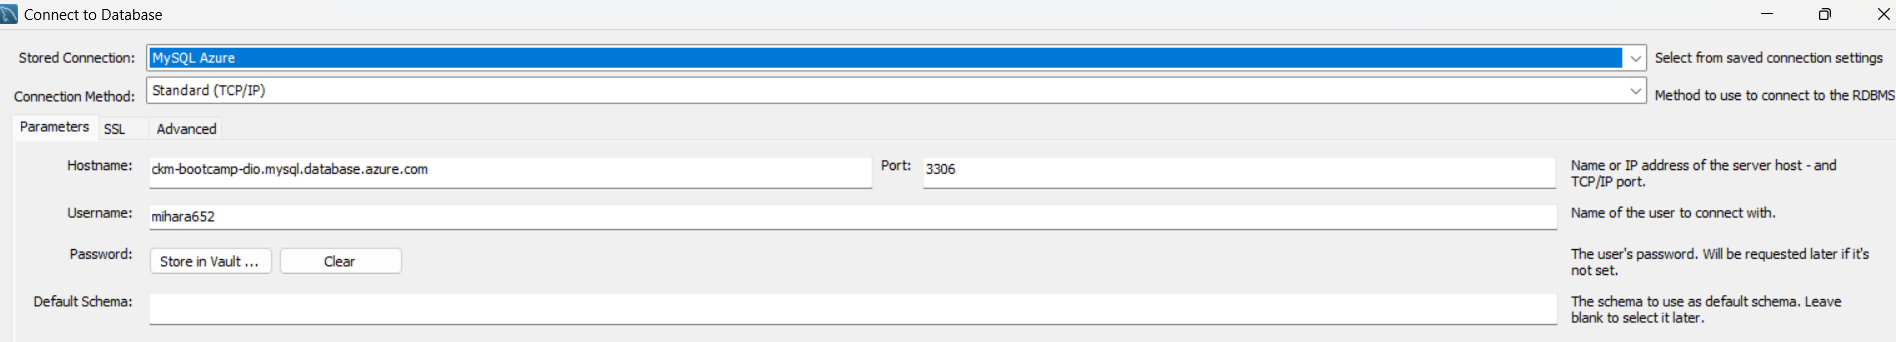 Connect to Database
Stored Connection: MySQL Azure Select from saved connection settings
Connection Method: Standard (TCP/IP) Method to use to connect to the RDBMS
Parameters SSL Advanced
Hostname: ckm-bootcamp-dio.mysql.database.azure.com Port: 3306 Name or IP address of the server host - and
TCP/IP port.
Username: mihara652 Name of the user to connect with.
Password: Store in Vault ... Clear The user's password. Will be requested later if it's
not set.
Default Schema: The schema to use as default schema. Leave
blank to select it later.